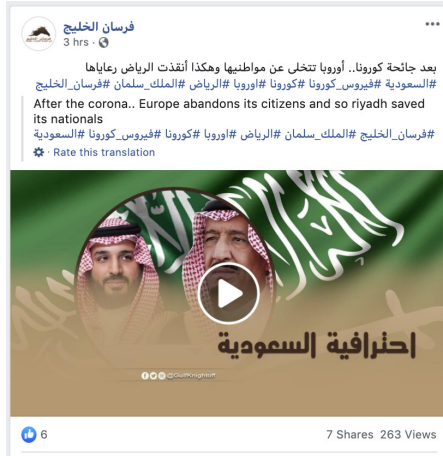 فرسان الخليج
3 hrs ·
بعد جائحة كورونا.. أوروبا تتخلى عن مواطنيها وهكذا أنقذت الرياض رعاياها
#السعودية #فيروس_كورونا #كورونا #اوروبا #الرياض #الملك_سلمان #فرسان_الخليج
After the corona.. Europe abandons its citizens and so riyadh saved
its nationals
#فرسان_الخليج #الملك_سلمان #الرياض #اوروبا #كورونا #فيروس_كورونا #السعودية
· Rate this translation
احترافية السعودية
@GulfKnightoff
6
7 Shares 263 Views